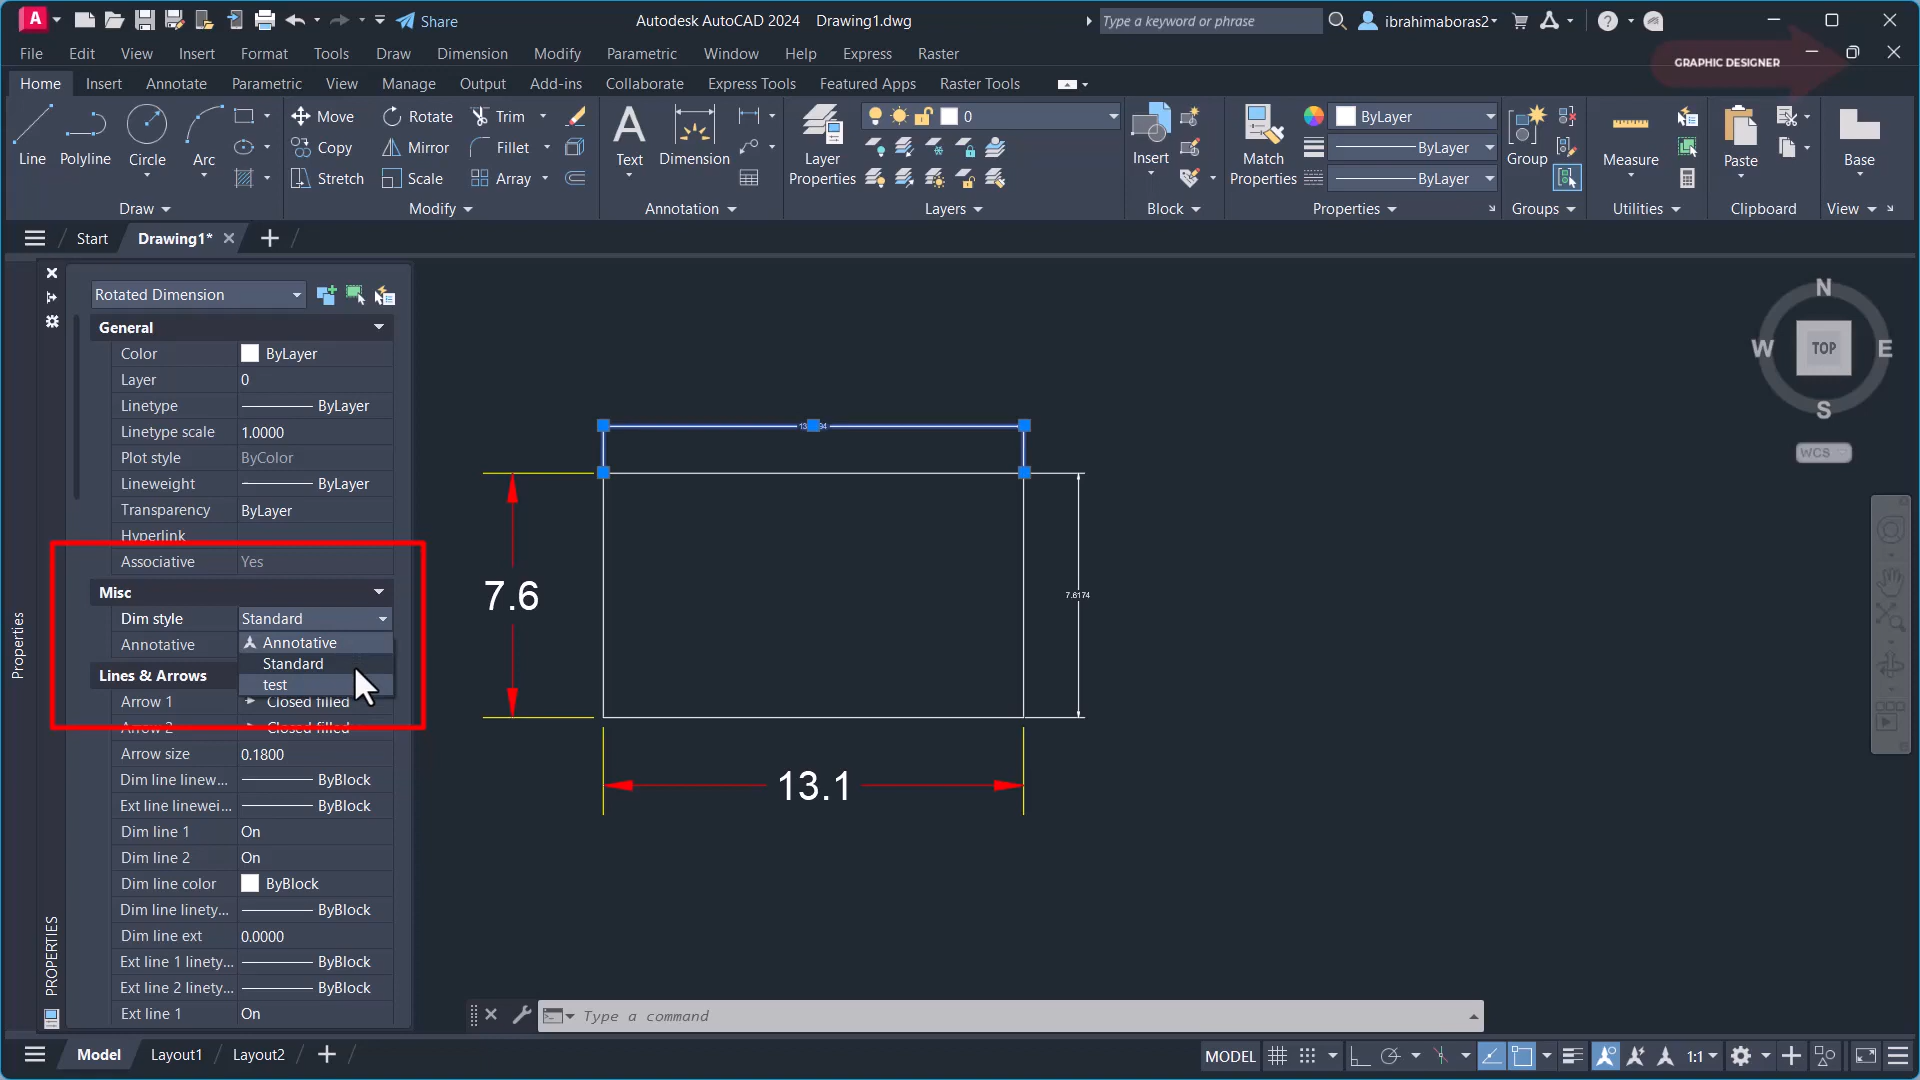 A
Share
Autodesk AutoCAD 2024 Drawing1.dwg
Type a keyword or phrase
ibrahimaboras2
File Edit View Insert Format Tools Draw Dimension Modify Parametric Window Help Express Raster
GRAPHIC DESIGNER
Home Insert Annotate Parametric View Manage Output Add-ins Collaborate Express Tools Featured Apps Raster Tools
Line Polyline Circle Arc
Draw
Move Rotate Trim
Copy Mirror Fillet
Stretch Scale Array
Modify
Text Dimension
Annotation
Layer Properties
0
Layers
Insert
Block
Match Properties
ByLayer
ByLayer
ByLayer
Properties
Group
Groups
Measure
Utilities
Paste
Clipboard
Base
View
Start Drawing1*
Rotated Dimension
General
Color ByLayer
Layer 0
Linetype ByLayer
Linetype scale 1.0000
Plot style ByColor
Lineweight ByLayer
Transparency ByLayer
Hyperlink
Associative Yes
Misc
Dim style Standard
Annotative Annotative
Standard
Lines & Arrows
test
Arrow 1 Closed filled
Arrow 2 Closed filled
Arrow size 0.1800
Dim line linew... ByBlock
Ext line linewei... ByBlock
Dim line 1 On
Dim line 2 On
Dim line color ByBlock
Dim line linety... ByBlock
Dim line ext 0.0000
Ext line 1 linety... ByBlock
Ext line 2 linety... ByBlock
Ext line 1 On
Properties
PROPERTIES
7.6
7.6174
13.1
N
W TOP E
S
WCS
Type a command
Model Layout1 Layout2
MODEL 1:1